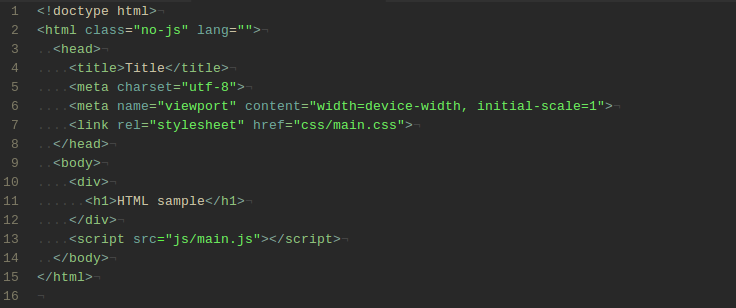 1 <!doctype html>¬
2 <html class="no-js" lang="">¬
3 ..<head>¬
4 ....<title>Title</title>¬
5 ....<meta charset="utf-8">¬
6 ....<meta name="viewport" content="width=device-width, initial-scale=1">¬
7 ....<link rel="stylesheet" href="css/main.css">¬
8 ..</head>¬
9 ..<body>¬
10 ....<div>¬
11 ......<h1>HTML sample</h1>¬
12 ....</div>¬
13 ....<script src="js/main.js"></script>¬
14 ..</body>¬
15 </html>¬
16 ¬